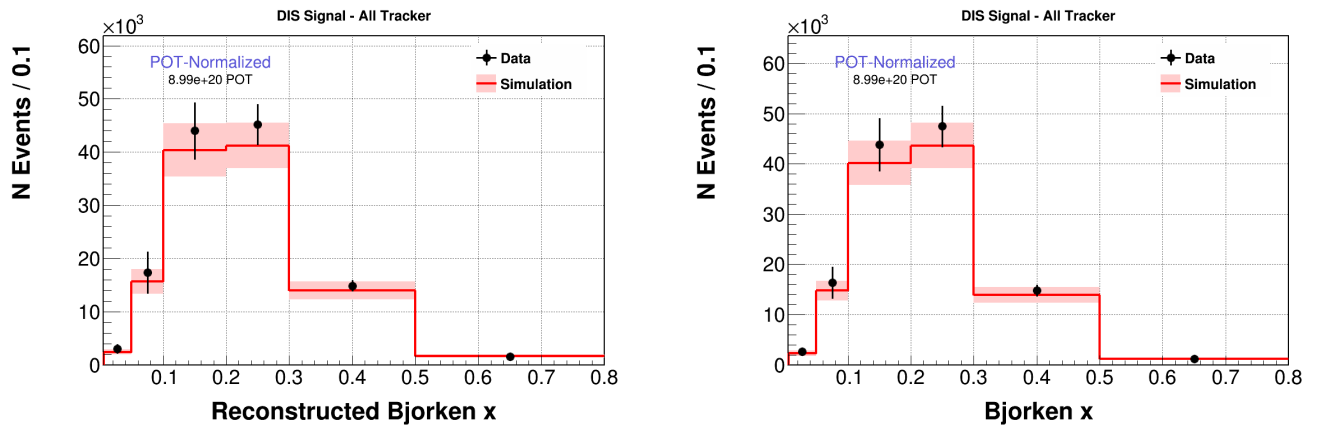 DIS Signal - All Tracker
×10³
N Events / 0.1
60
50
40
30
20
10
0
POT-Normalized
8.99e+20 POT
Data
Simulation
0.1 0.2 0.3 0.4 0.5 0.6 0.7 0.8
Reconstructed Bjorken x
DIS Signal - All Tracker
×10³
N Events / 0.1
60
50
40
30
20
10
0
POT-Normalized
8.99e+20 POT
Data
Simulation
0.1 0.2 0.3 0.4 0.5 0.6 0.7 0.8
Bjorken x